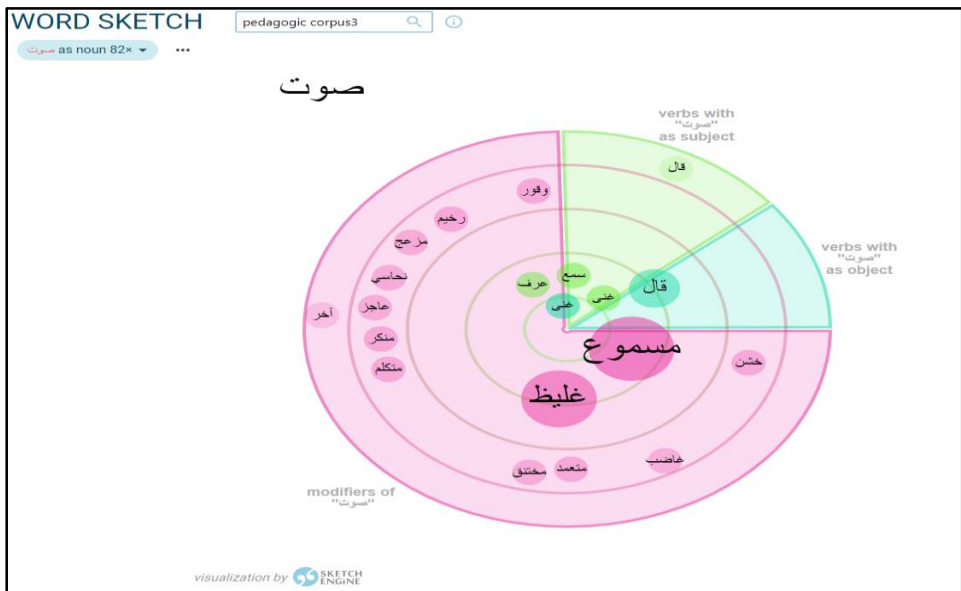 WORD SKETCH
pedagogic corpus3
صوت as noun 82×
صوت
verbs with
"صوت"
as subject
قال
وقور
رخيم
مزعج
verbs with
"صوت"
as object
نحاسي
سمع
عرف
قال
غنى
غنى
عاجز
آخر
منكر
مسموع
متكلم
خشن
غليظ
غاضب
متعمد
مختنق
modifiers of
"صوت"
visualization by SKETCH
ENGINE